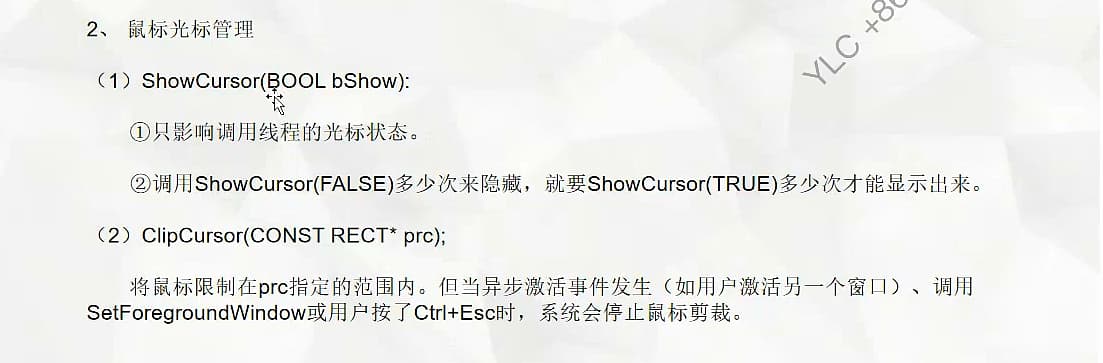 2、 鼠标光标管理
YLC +86
（1）ShowCursor(BOOL bShow):
①只影响调用线程的光标状态。
②调用ShowCursor(FALSE)多少次来隐藏，就要ShowCursor(TRUE)多少次才能显示出来。
（2）ClipCursor(CONST RECT* prc);
将鼠标限制在prc指定的范围内。但当异步激活事件发生（如用户激活另一个窗口）、调用
SetForegroundWindow或用户按了Ctrl+Esc时，系统会停止鼠标剪裁。